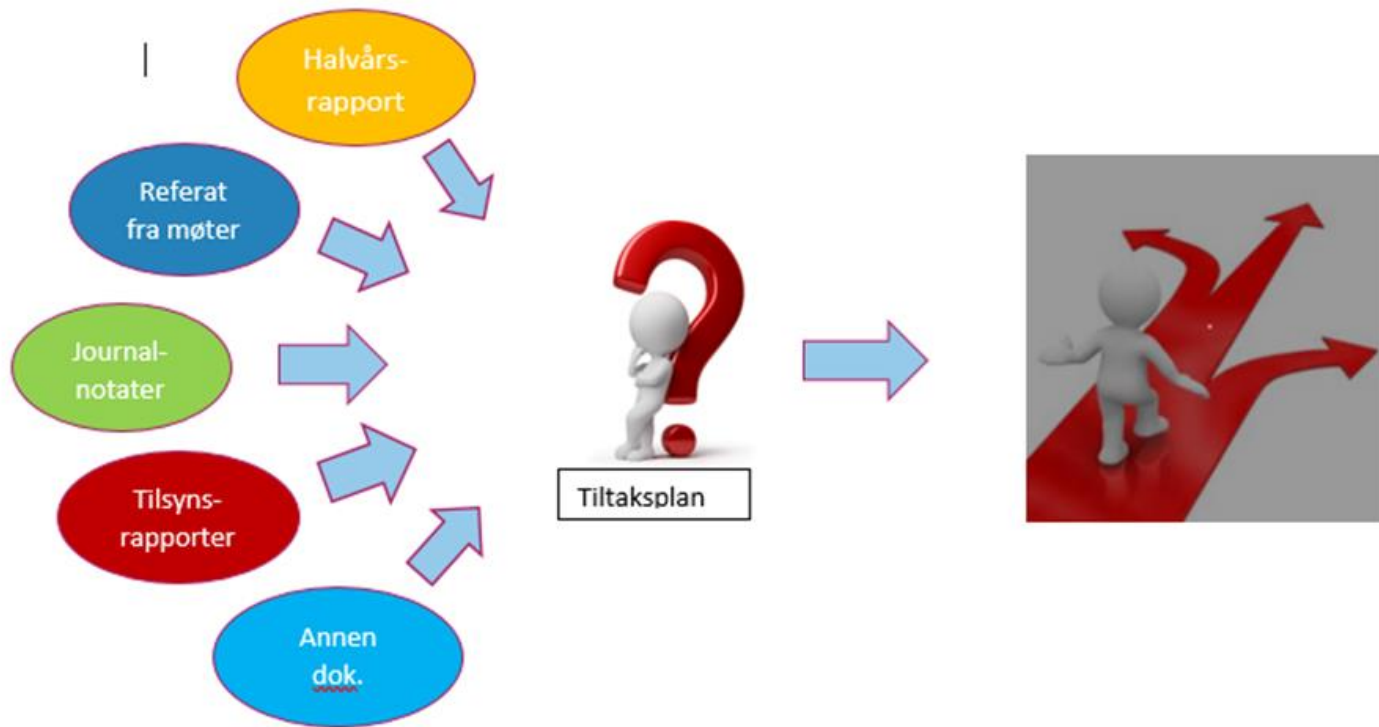 Halvårs-
rapport
Referat
fra møter
Journal-
notater
Tilsyns-
rapporter
Annen
dok.
Tiltaksplan